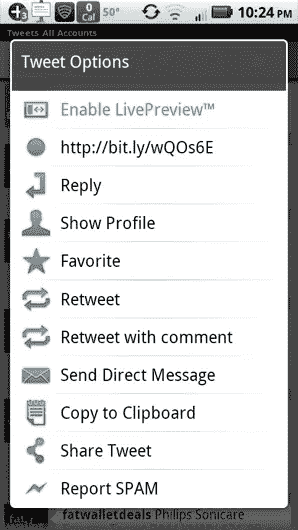 3
0
Cal
50°
10:24 PM
Tweets All Accounts
Tweet Options
Enable LivePreview™
http://bit.ly/wQOs6E
Reply
Show Profile
Favorite
Retweet
Retweet with comment
Send Direct Message
Copy to Clipboard
Share Tweet
Report SPAM
fatwalletdeals Philips Sonicare